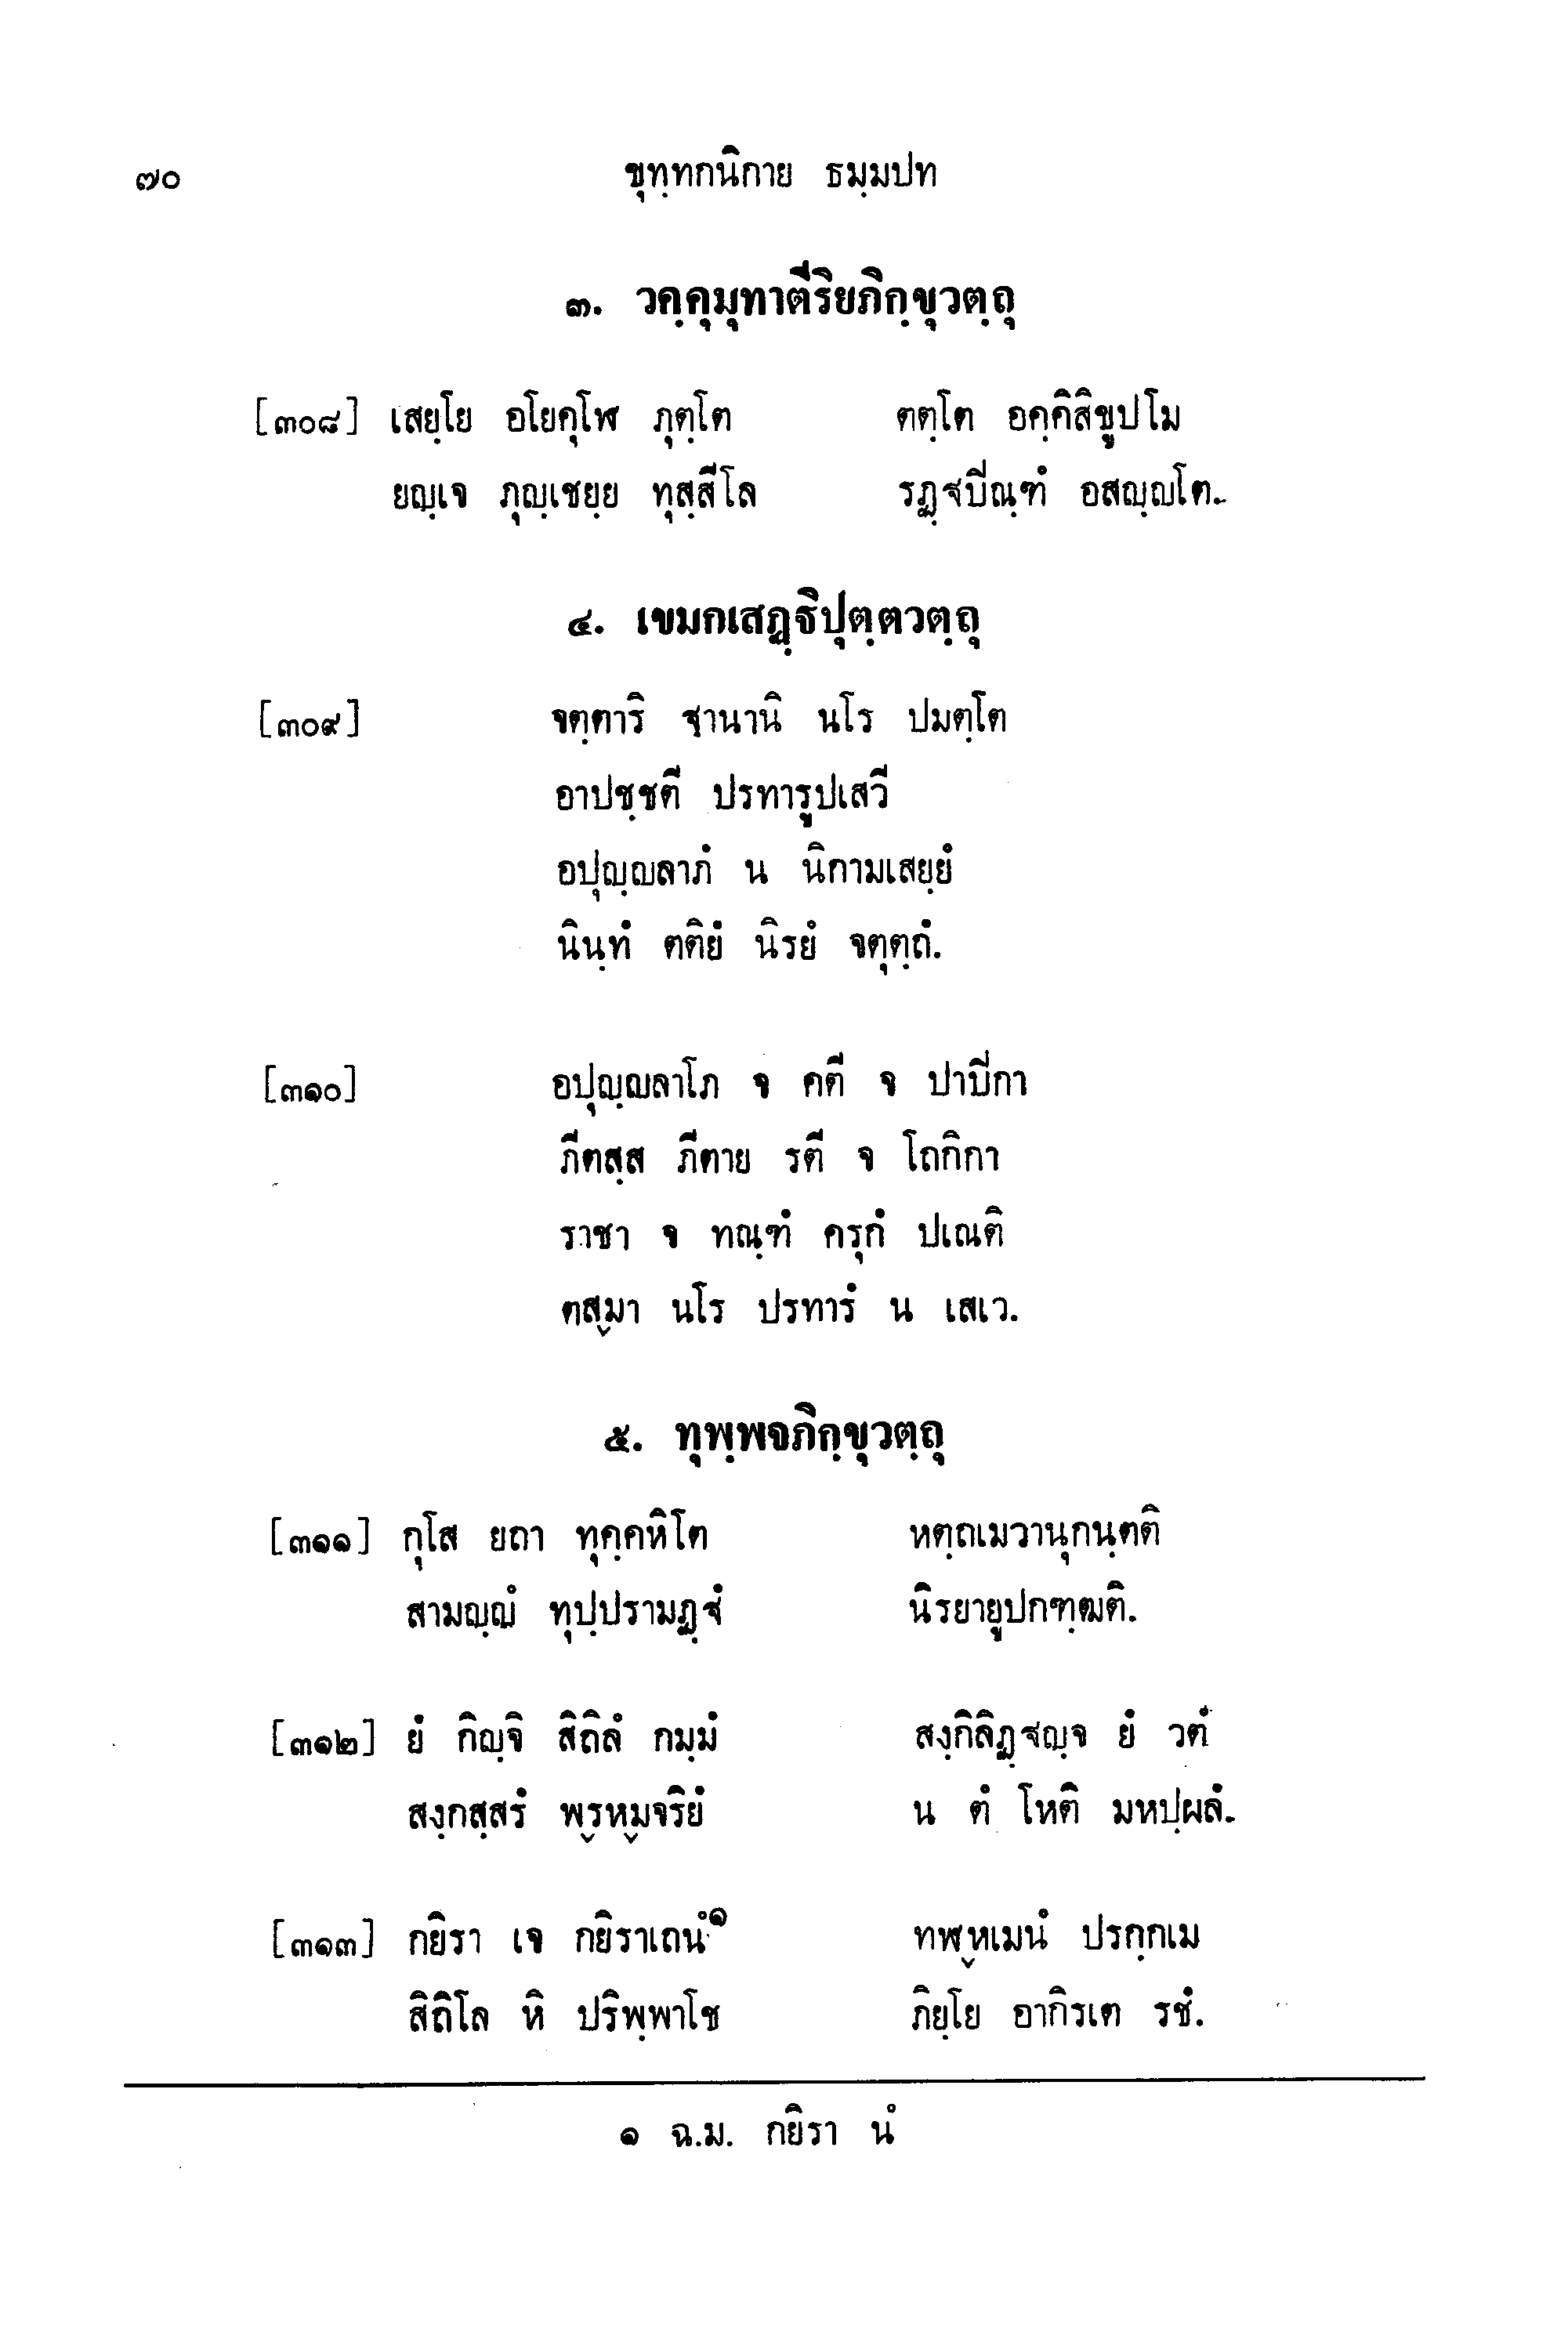 ๗๐ ขุทฺทกนิกาย ธมฺมปท
๓. วคฺคุมุทาตีริยภิกฺขุวตฺถุ
[๓๐๘] เสยฺโย อโยคุโฬ ภุตฺโต ตตฺโต อคฺคิสิขูปโม
ยญฺเจ ภุญฺเชยฺย ทุสฺสีโล รฏฺฐปิณฺฑํ อสญฺญโต.
๔. เขมกเสฏฺฐิปุตฺตวตฺถุ
[๓๐๙] จตฺตาริ ฐานานิ นโร ปมตฺโต
อาปชฺชตี ปรทารูปเสวี
อปุญฺญลาภํ น นิกามเสยฺยํ
นินฺทํ ตติยํ นิรยํ จตุตฺถํ.
[๓๑๐] อปุญฺญลาโภ จ คตี จ ปาปิกา
ภีตสฺส ภีตาย รตี จ โถกิกา
ราชา จ ทณฺฑํ ครุกํ ปเณติ
ตสฺมา นโร ปรทารํ น เสเว.
๕. ทุพฺพจภิกฺขุวตฺถุ
[๓๑๑] กุโส ยถา ทุคฺคหิโต หตฺถเมวานุกนฺตติ
สามญฺญํ ทุปฺปรามฏฺฐํ นิรยายูปกฑฺฒติ.
[๓๑๒] ยํ กิญฺจิ สิถิลํ กมฺมํ สงฺกิลิฏฺฐญฺจ ยํ วตํ
สงฺกสฺสรํ พฺรหฺมจริยํ น ตํ โหติ มหปฺผลํ.
[๓๑๓] กยิรา เจ กยิราเถนํ๑ ทฬฺหเมนํ ปรกฺกเม
สิถิโล หิ ปริพฺพาโช ภิยฺโย อากิรเต รชํ.
๑ ฉ.ม. กยิรา นํ